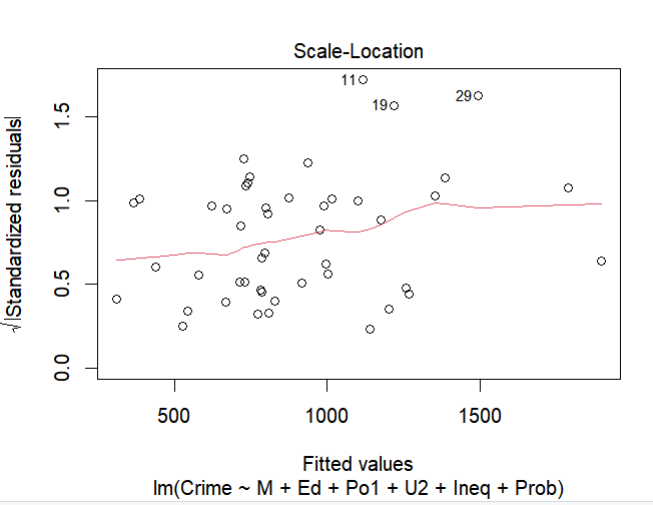 Scale-Location
11
19
29
√|Standardized residuals|
1.5
1.0
0.5
0.0
500 1000 1500
Fitted values
lm(Crime ~ M + Ed + Po1 + U2 + Ineq + Prob)